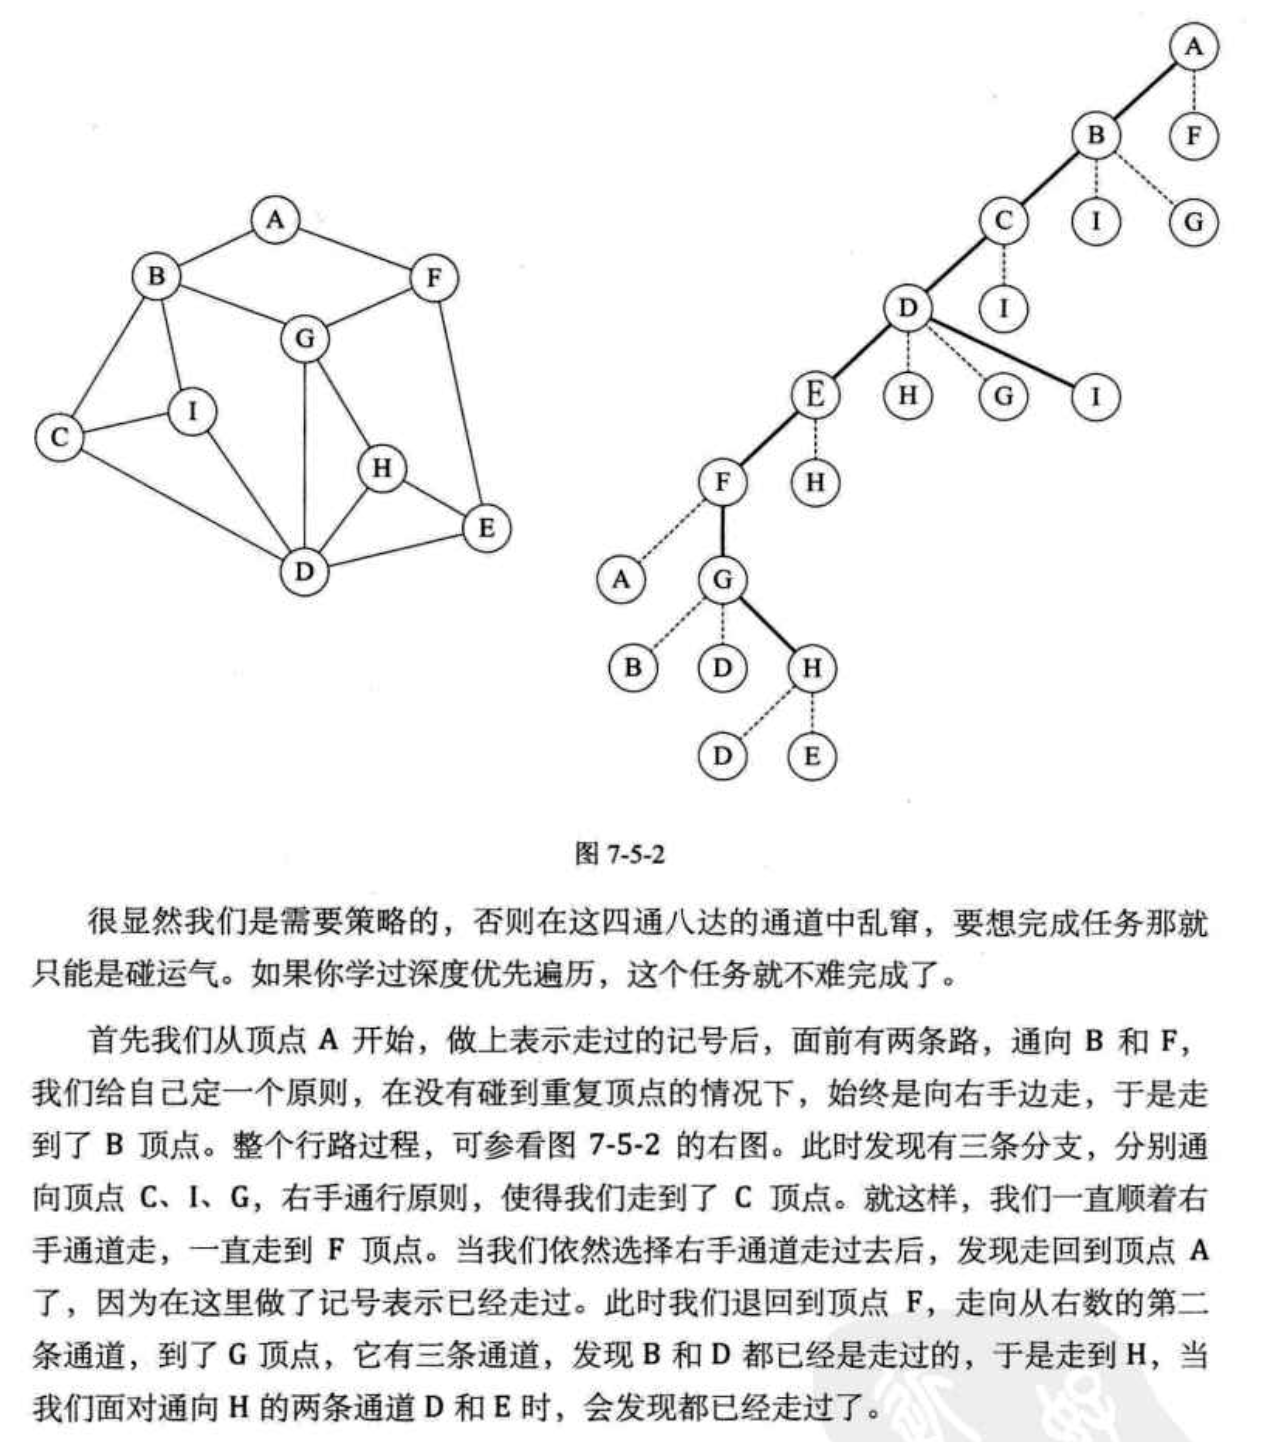 A
B
F
C
I
G
D
I
E
H
G
I
F
H
A
G
B
D
H
D
E
A
B
F
G
I
C
H
E
D
图 7-5-2
很显然我们是需要策略的，否则在这四通八达的通道中乱窜，要想完成任务那就
只能是碰运气。如果你学过深度优先遍历，这个任务就不难完成了。
首先我们从顶点 A 开始，做上表示走过的记号后，面前有两条路，通向 B 和 F，
我们给自己定一个原则，在没有碰到重复顶点的情况下，始终是向右手边走，于是走
到了 B 顶点。整个行路过程，可参看图 7-5-2 的右图。此时发现有三条分支，分别通
向顶点 C、I、G，右手通行原则，使得我们走到了 C 顶点。就这样，我们一直顺着右
手通道走，一直走到 F 顶点。当我们依然选择右手通道走过去后，发现走回到顶点 A
了，因为在这里做了记号表示已经走过。此时我们退回到顶点 F，走向从右数的第二
条通道，到了 G 顶点，它有三条通道，发现 B 和 D 都已经是走过的，于是走到 H，当
我们面对通向 H 的两条通道 D 和 E 时，会发现都已经走过了。